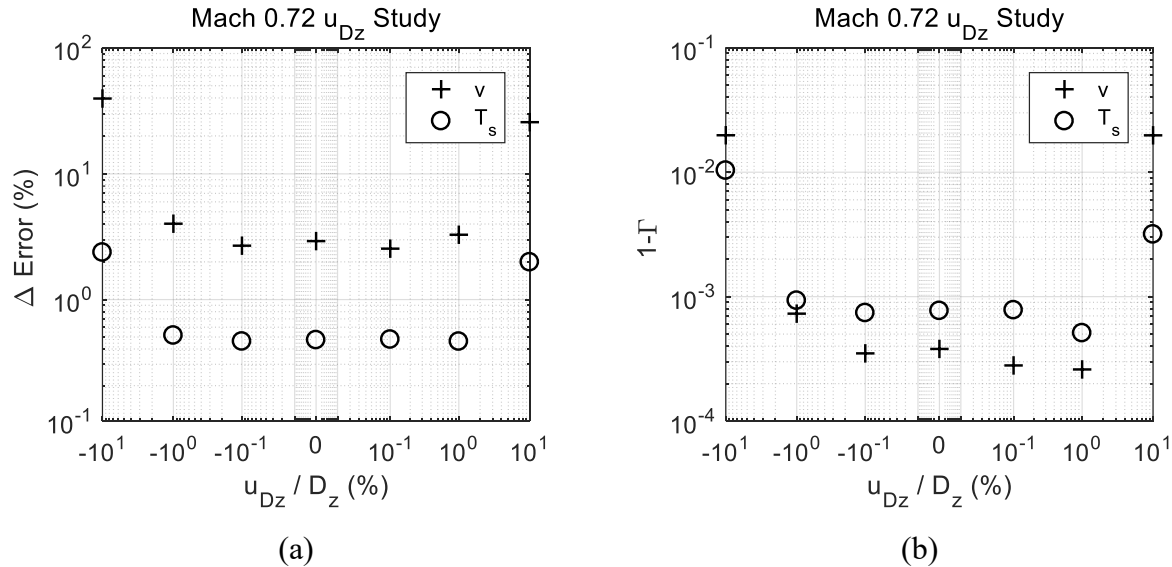 Mach 0.72 u_Dz Study
10^2
10^1
10^0
10^-1
Δ Error (%)
+ v
○ T_s
-10^1 -10^0 -10^-1 0 10^-1 10^0 10^1
u_Dz / D_z (%)
(a)
Mach 0.72 u_Dz Study
10^-1
10^-2
10^-3
10^-4
1-Γ
+ v
○ T_s
-10^1 -10^0 -10^-1 0 10^-1 10^0 10^1
u_Dz / D_z (%)
(b)